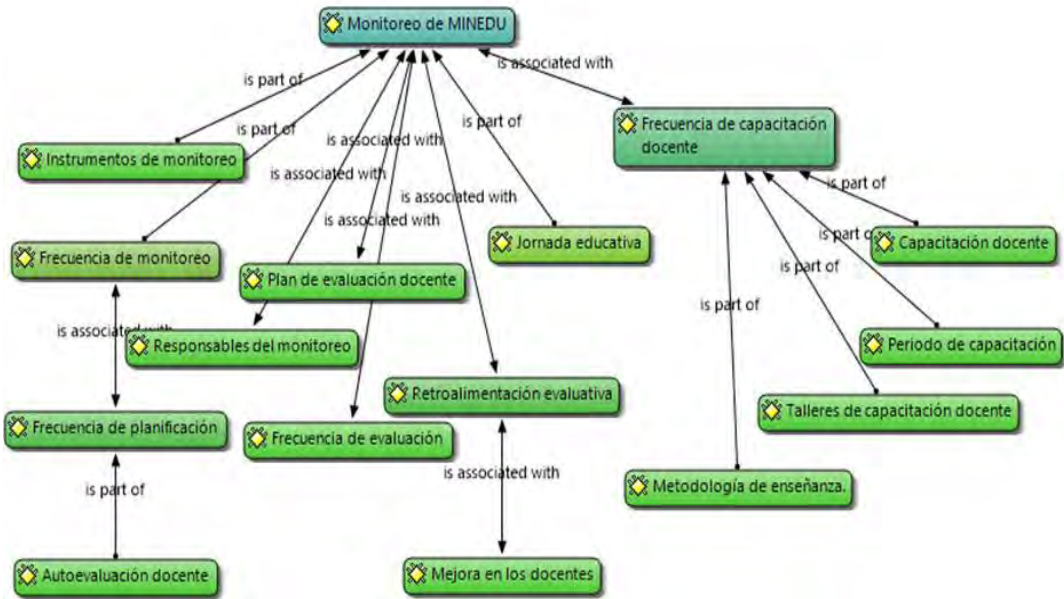 Monitoreo de MINEDU
is associated with
is part of
Frecuencia de capacitación
docente
is part of
is part of
is associated with
Instrumentos de monitoreo
is associated with
is part of
is associated with
is associated with
Jornada educativa
is part of
Capacitación docente
Frecuencia de monitoreo
Plan de evaluación docente
is part of
is part of
is associated with
Responsables del monitoreo
Periodo de capacitación
Retroalimentación evaluativa
Talleres de capacitación docente
Frecuencia de planificación
Frecuencia de evaluación
is associated with
is part of
Metodología de enseñanza.
Autoevaluación docente
Mejora en los docentes